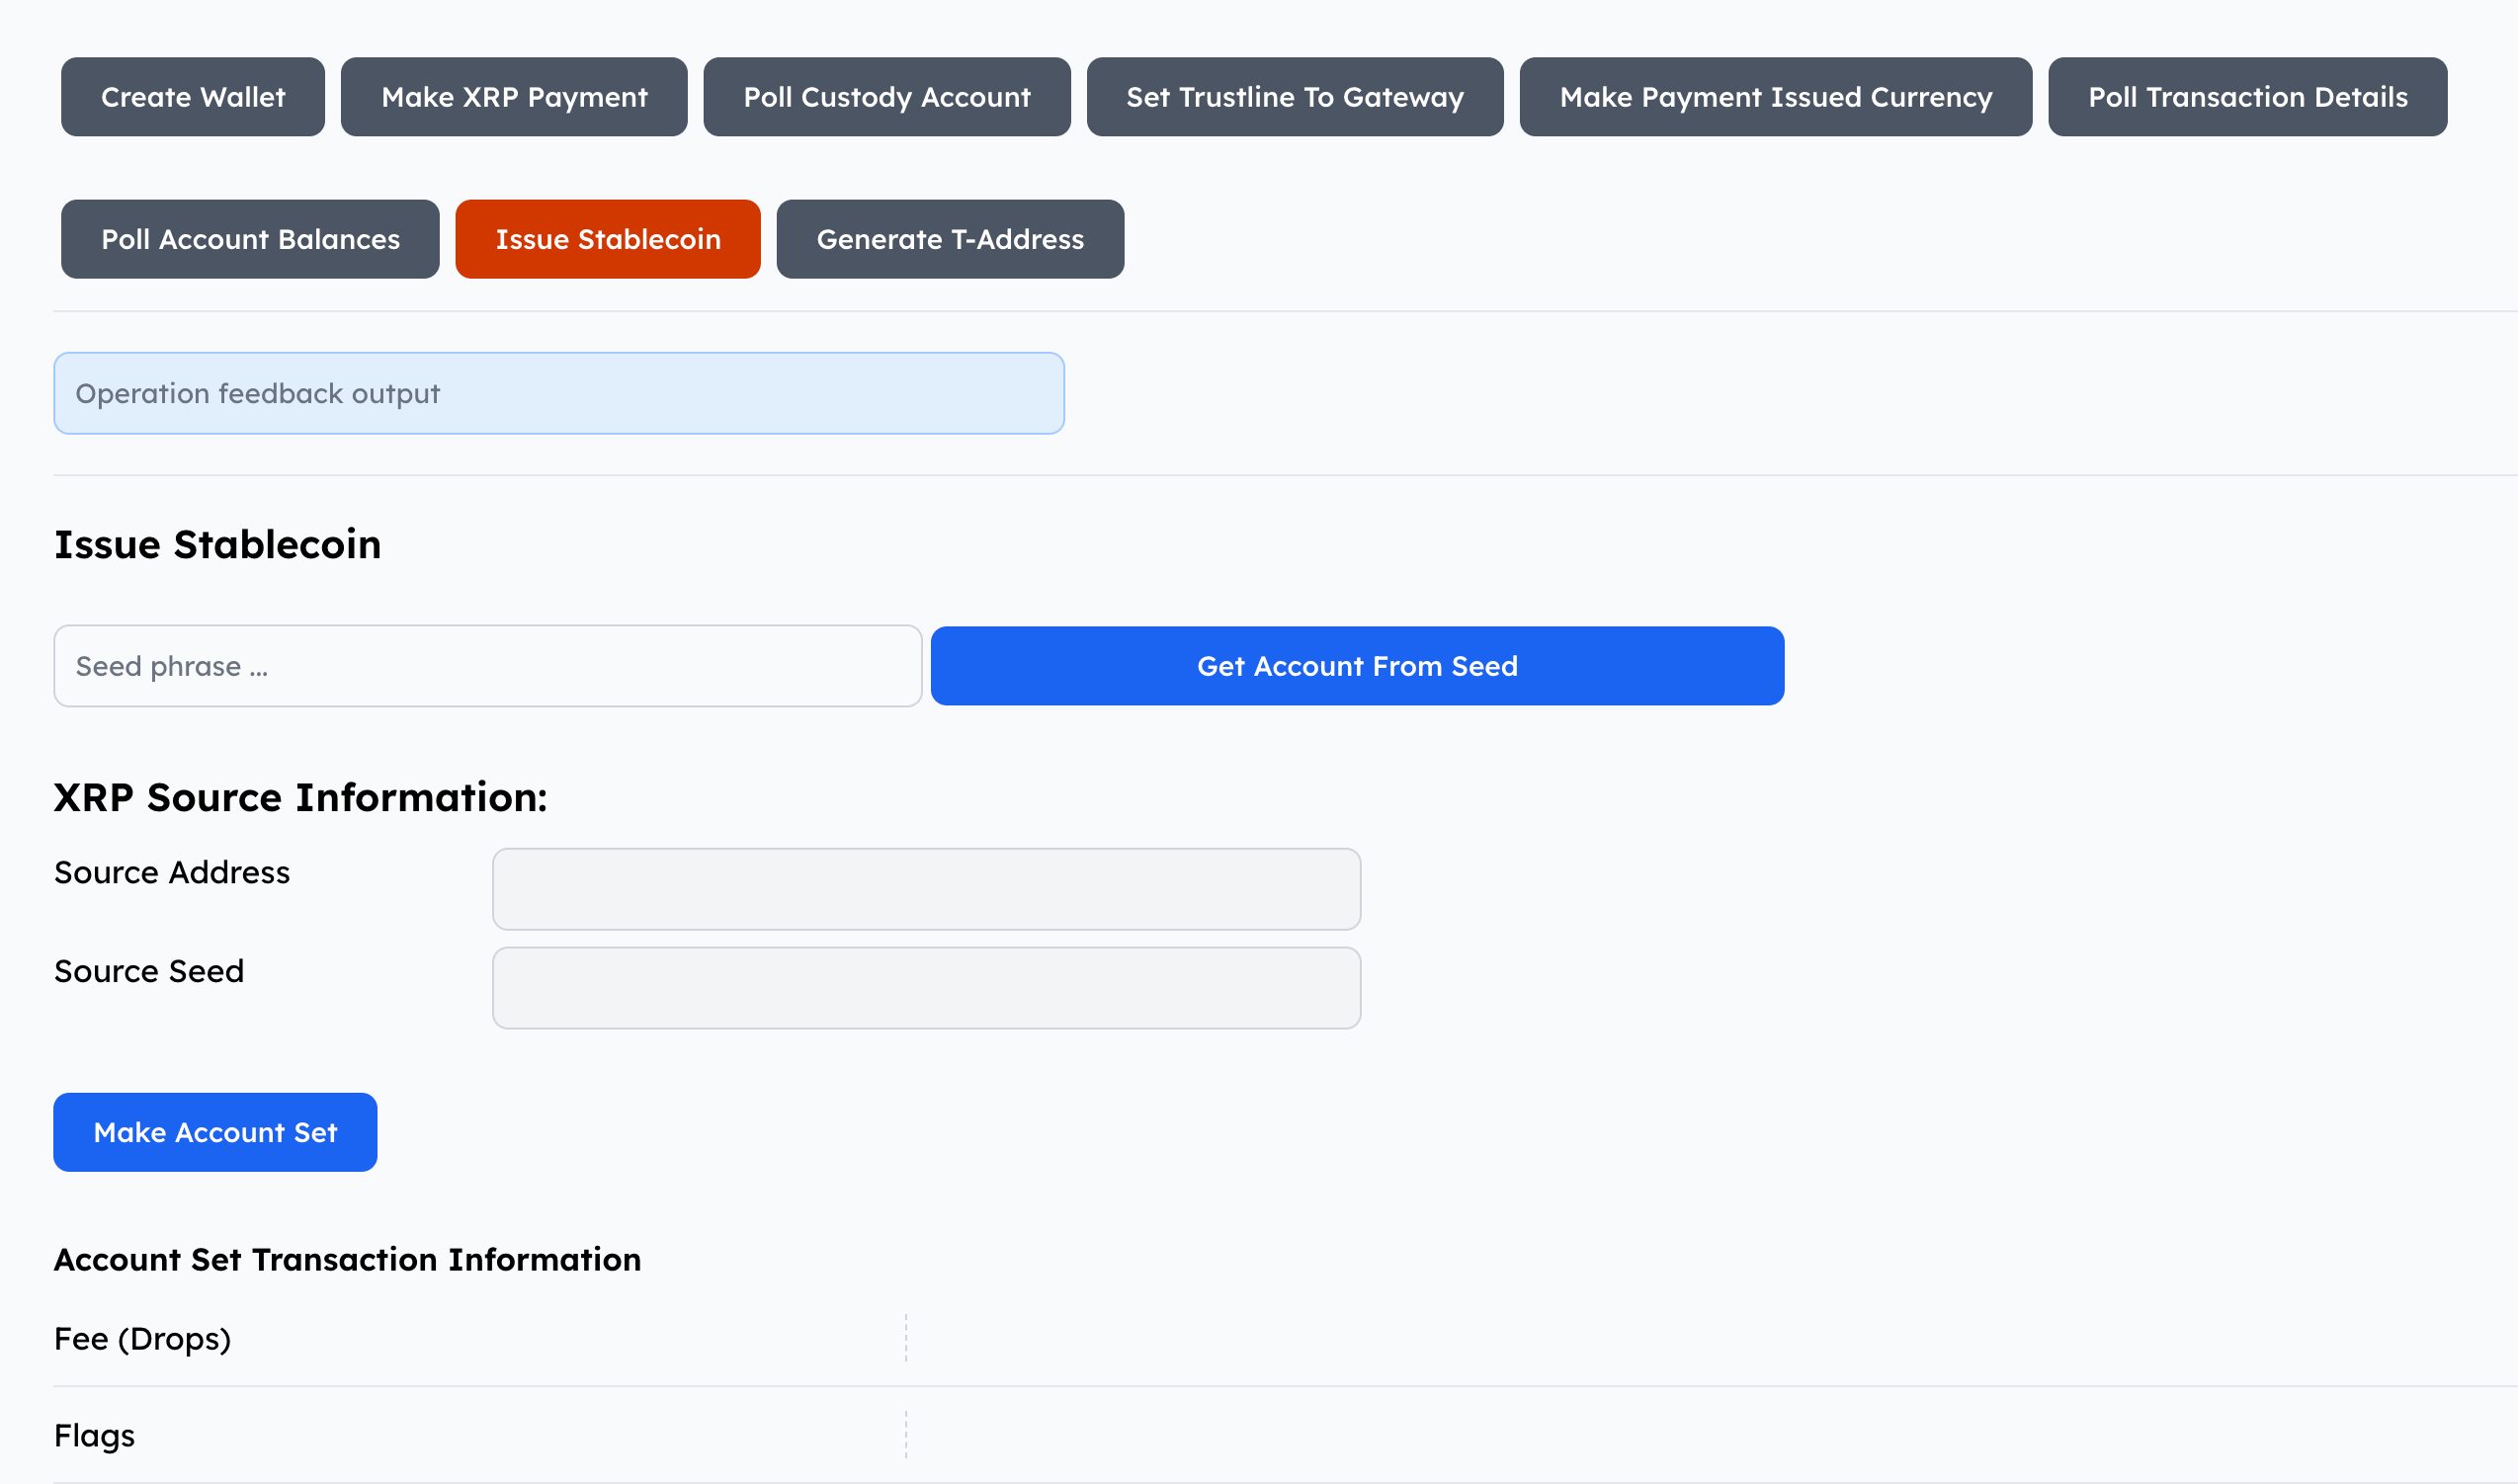 Create Wallet Make XRP Payment Poll Custody Account Set Trustline To Gateway Make Payment Issued Currency Poll Transaction Details
Poll Account Balances Issue Stablecoin Generate T-Address
Operation feedback output
Issue Stablecoin
Seed phrase ... Get Account From Seed
XRP Source Information:
Source Address
Source Seed
Make Account Set
Account Set Transaction Information
Fee (Drops)
Flags